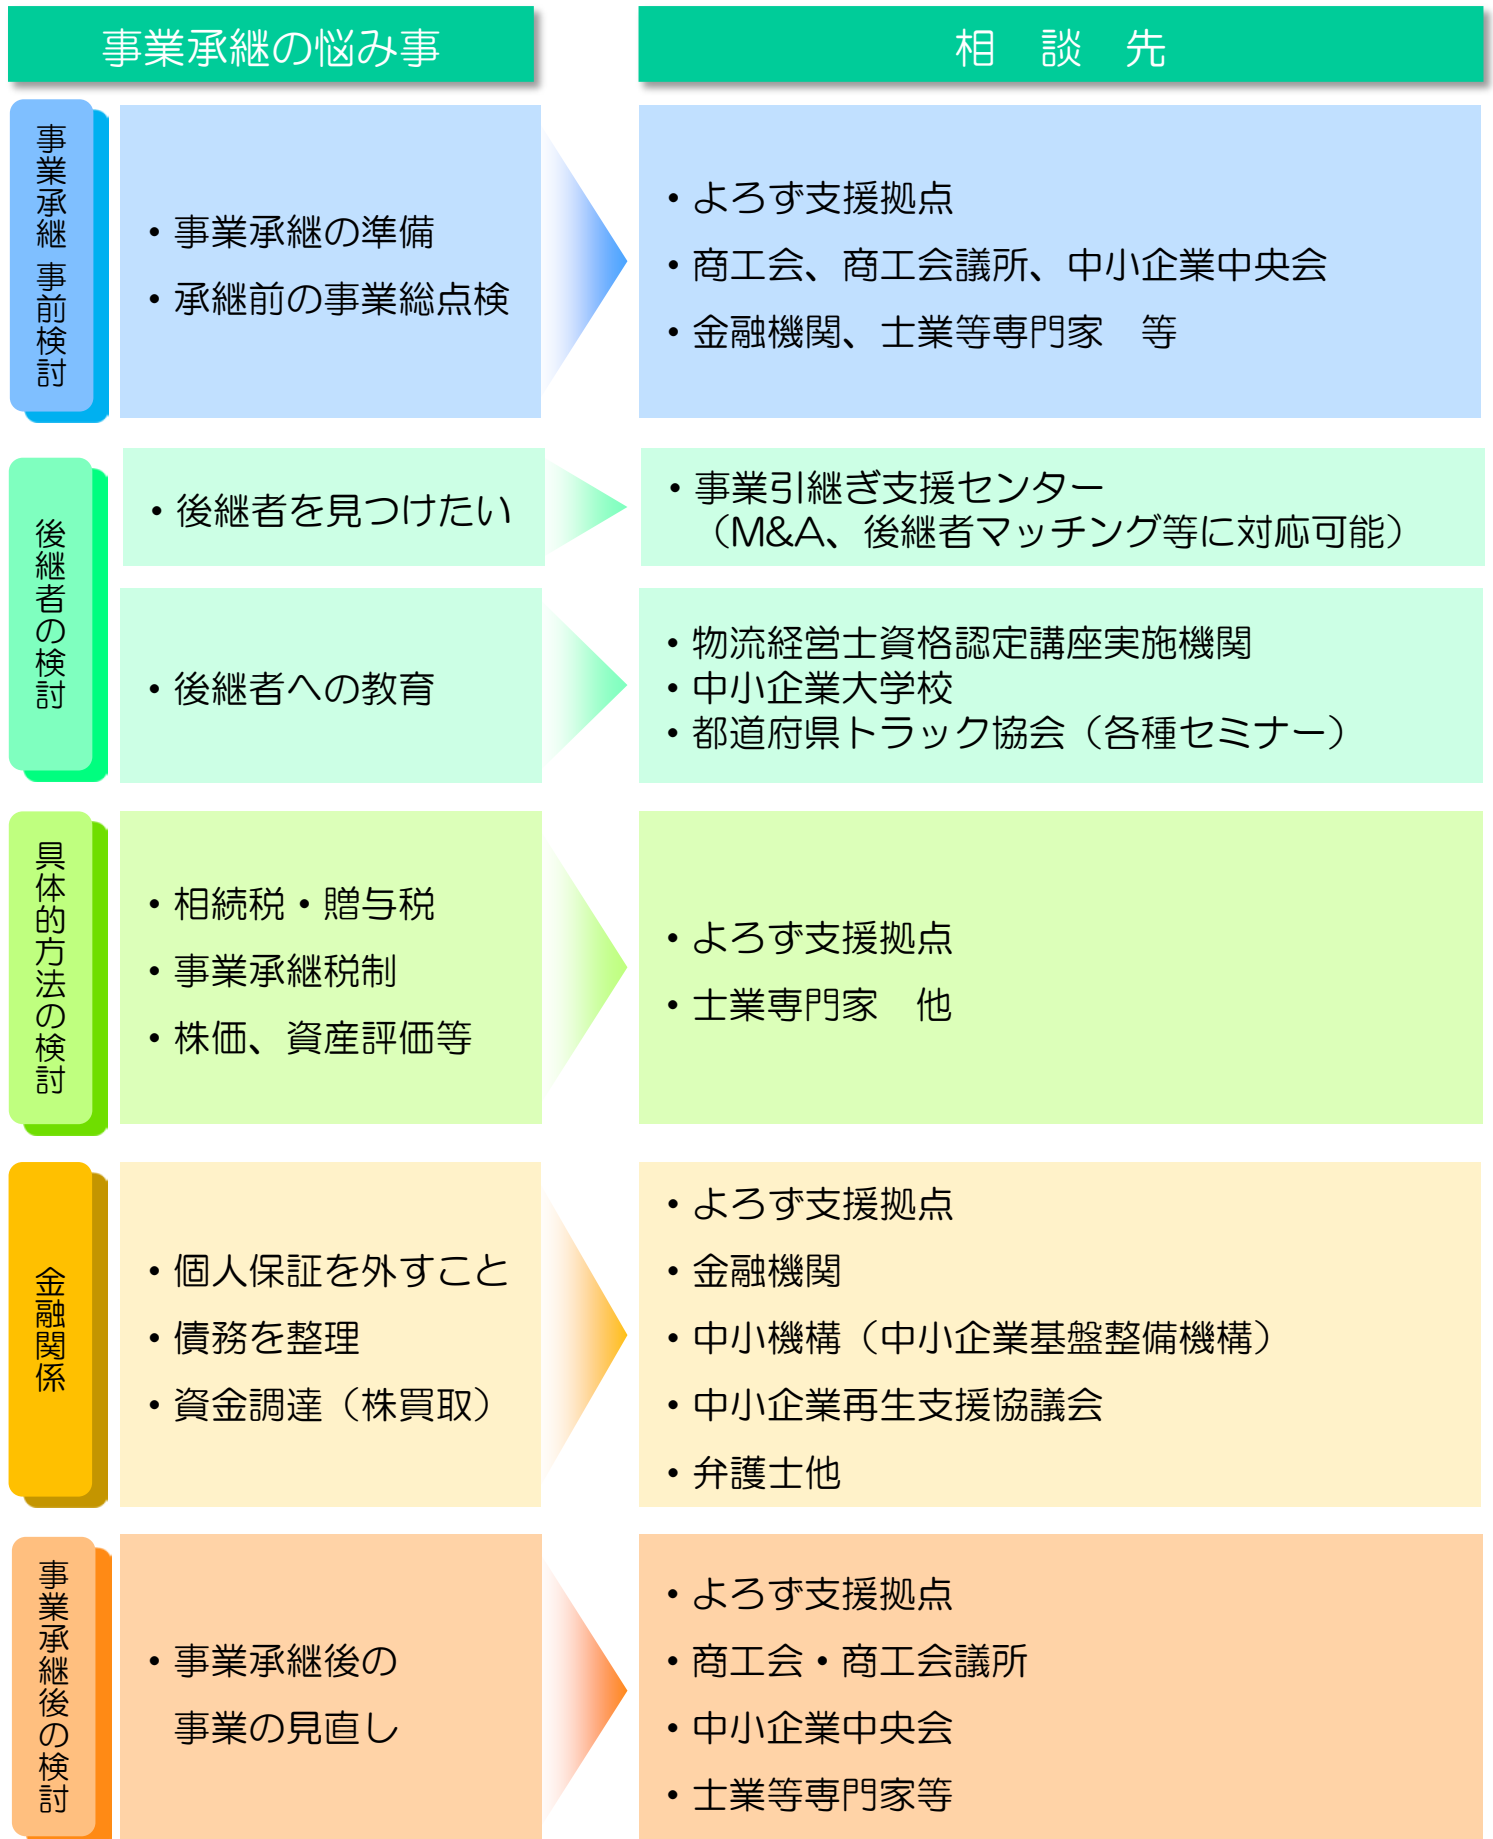 事業承継の悩み事
相　談　先
事業承継 事前検討
・事業承継の準備
・承継前の事業総点検
・よろず支援拠点
・商工会、商工会議所、中小企業中央会
・金融機関、士業等専門家　等
後継者の検討
・後継者を見つけたい
・事業引継ぎ支援センター
（M&A、後継者マッチング等に対応可能）
・後継者への教育
・物流経営士資格認定講座実施機関
・中小企業大学校
・都道府県トラック協会（各種セミナー）
具体的方法の検討
・相続税・贈与税
・事業承継税制
・株価、資産評価等
・よろず支援拠点
・士業専門家　他
金融関係
・個人保証を外すこと
・債務を整理
・資金調達（株買取）
・よろず支援拠点
・金融機関
・中小機構（中小企業基盤整備機構）
・中小企業再生支援協議会
・弁護士他
事業承継後の検討
・事業承継後の
事業の見直し
・よろず支援拠点
・商工会・商工会議所
・中小企業中央会
・士業等専門家等